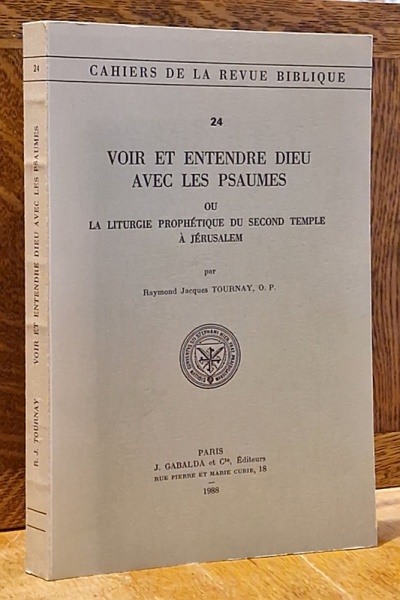 24
CAHIERS DE LA REVUE BIBLIQUE
24
VOIR ET ENTENDRE DIEU
AVEC LES PSAUMES
OU
LA LITURGIE PROPHÉTIQUE DU SECOND TEMPLE
À JÉRUSALEM
par
Raymond Jacques TOURNAY, O. P.
PARIS
J. GABALDA et Cie, Éditeurs
RUE PIERRE ET MARIE CURIE, 18
1988
VOIR ET ENTENDRE DIEU AVEC LES PSAUMES
R. J. TOURNAY